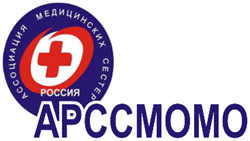 АССОЦИАЦИЯ МЕДИЦИНСКИХ СЕСТЕР
РОССИЯ
АРССМОМО